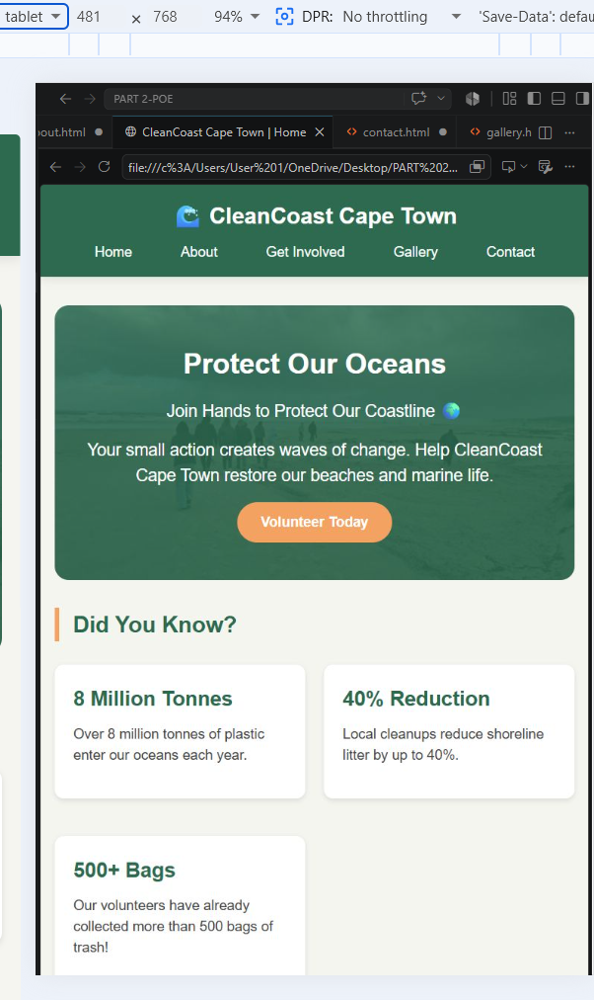 tablet 481 × 768 94% DPR: No throttling 'Save-Data': defau
PART 2-POE
out.html CleanCoast Cape Town | Home contact.html gallery.h
file:///c%3A/Users/User%201/OneDrive/Desktop/PART%202...
CleanCoast Cape Town
Home About Get Involved Gallery Contact
Protect Our Oceans
Join Hands to Protect Our Coastline
Your small action creates waves of change. Help CleanCoast
Cape Town restore our beaches and marine life.
Volunteer Today
Did You Know?
8 Million Tonnes
Over 8 million tonnes of plastic
enter our oceans each year.
40% Reduction
Local cleanups reduce shoreline
litter by up to 40%.
500+ Bags
Our volunteers have already
collected more than 500 bags of
trash!